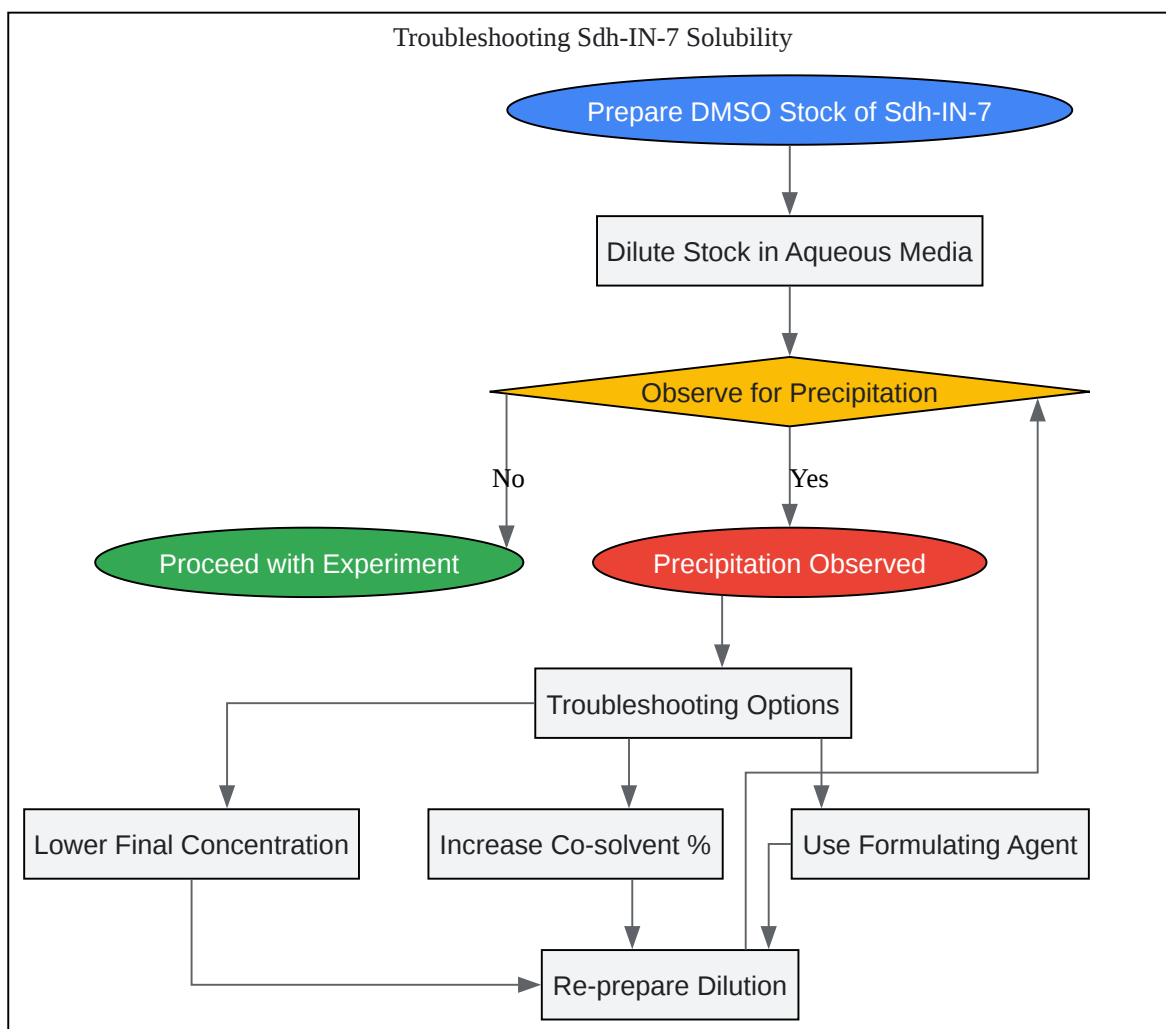 Troubleshooting Sdh-IN-7 Solubility
Prepare DMSO Stock of Sdh-IN-7
Dilute Stock in Aqueous Media
Observe for Precipitation
No
Yes
Proceed with Experiment
Precipitation Observed
Troubleshooting Options
Lower Final Concentration
Increase Co-solvent %
Use Formulating Agent
Re-prepare Dilution